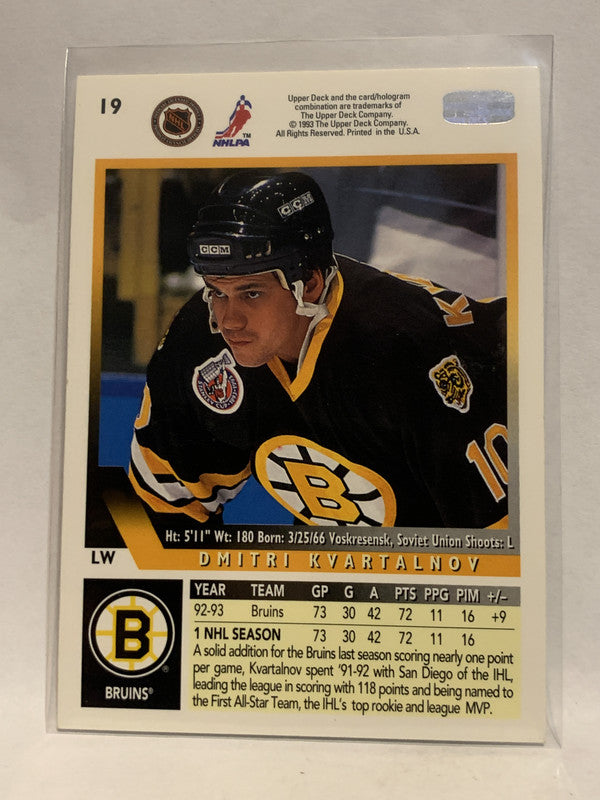 19
NHL
NHLPA
TM
Upper Deck and the card/hologram
combination are trademarks of
The Upper Deck Company.
© 1993 The Upper Deck Company.
All Rights Reserved. Printed in the U.S.A.
CCM
CCM
K
STANLEY CUP
10
B
Ht: 5'11" Wt: 180 Born: 3/25/66 Voskresensk, Soviet Union Shoots: L
LW
DMITRI KVARTALNOV
B
BRUINS®
YEAR TEAM GP G A PTS PPG PIM +/–
92-93 Bruins 73 30 42 72 11 16 +9
1 NHL SEASON 73 30 42 72 11 16
A solid addition for the Bruins last season scoring nearly one point
per game, Kvartalnov spent '91-92 with San Diego of the IHL,
leading the league in scoring with 118 points and being named to
the First All-Star Team, the IHL's top rookie and league MVP.